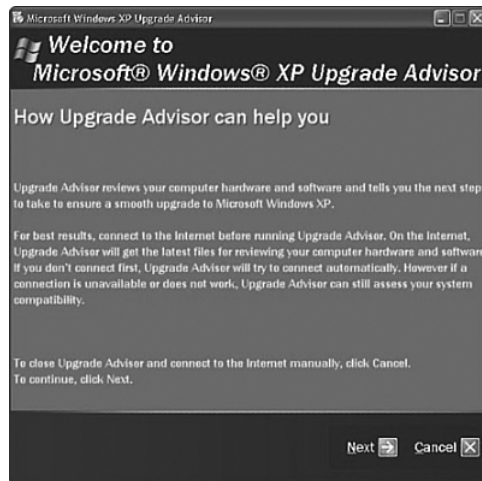 Microsoft Windows XP Upgrade Advisor
Welcome to
Microsoft® Windows® XP Upgrade Advisor
How Upgrade Advisor can help you
Upgrade Advisor reviews your computer hardware and software and tells you the next step
to take to ensure a smooth upgrade to Microsoft Windows XP.
For best results, connect to the Internet before running Upgrade Advisor. On the Internet,
Upgrade Advisor will get the latest files for reviewing your computer hardware and software
If you don't connect first, Upgrade Advisor will try to connect automatically. However if a
connection is unavailable or does not work, Upgrade Advisor can still assess your system
compatibility.
To close Upgrade Advisor and connect to the Internet manually, click Cancel.
To continue, click Next.
Next Cancel